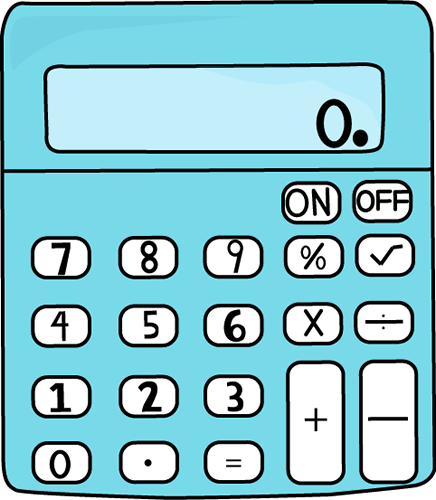 0.
ON OFF
7 8 9 % √
4 5 6 X ÷
1 2 3 + −
0 . =